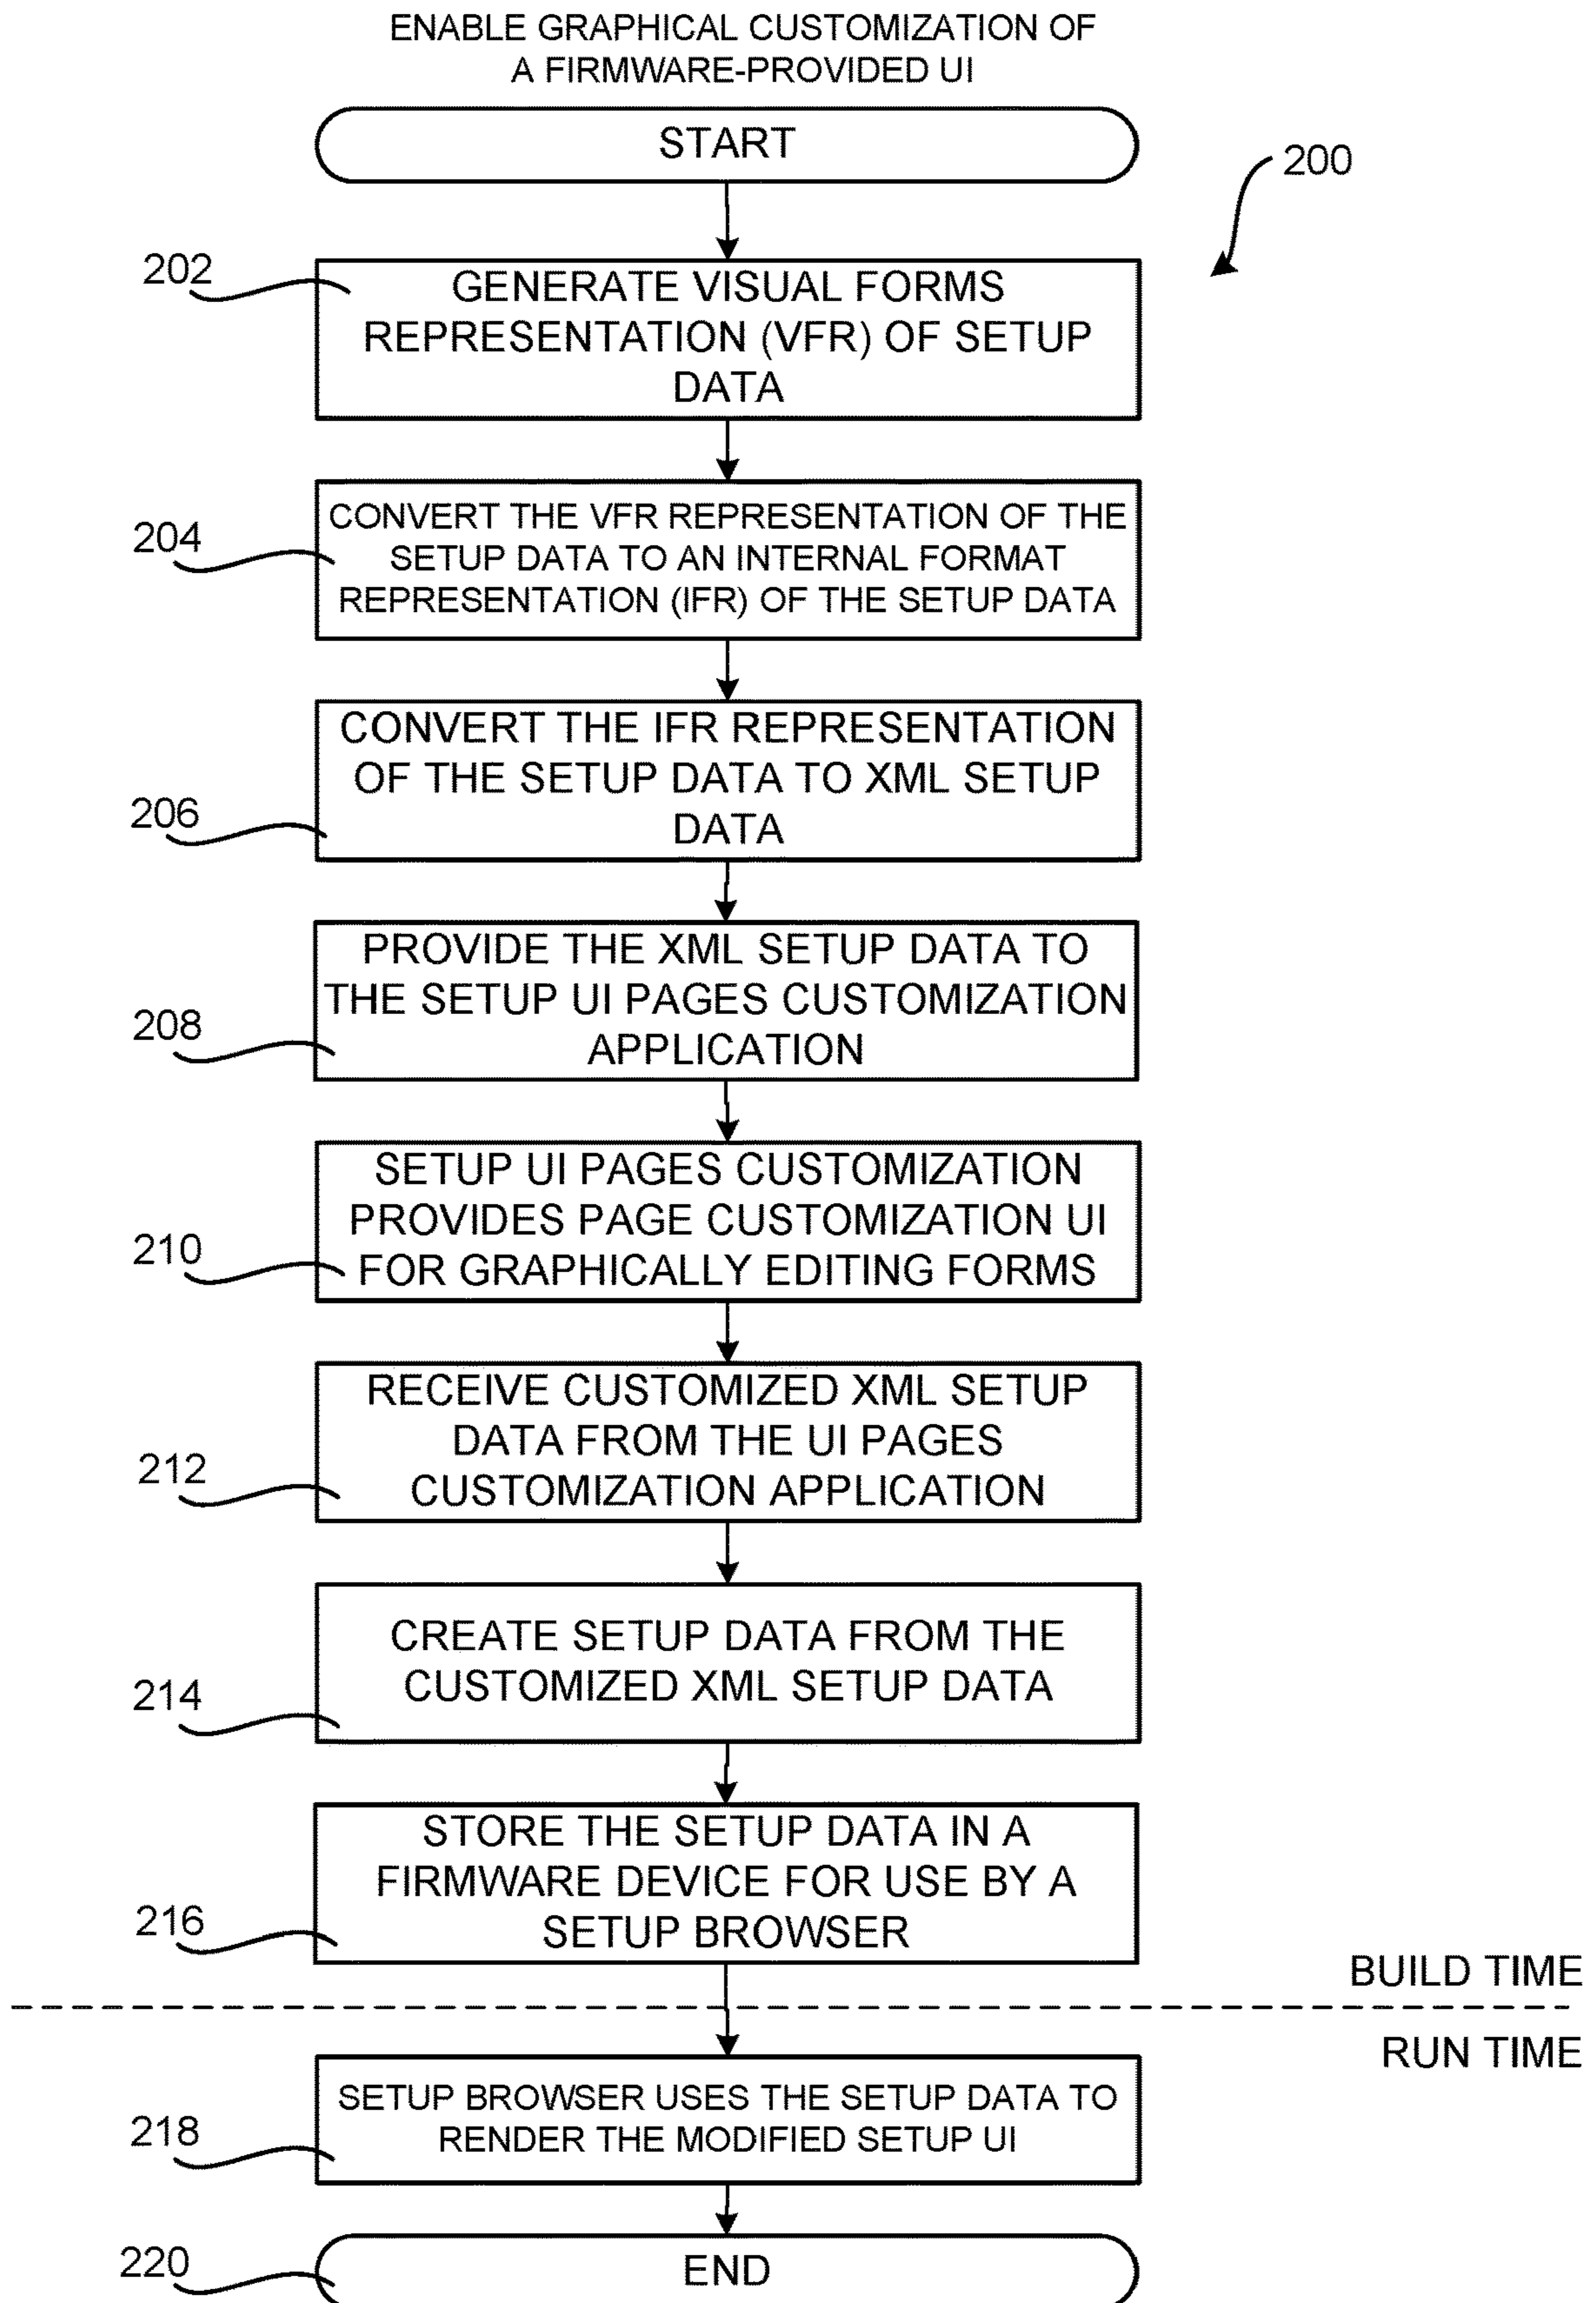 ENABLE GRAPHICAL CUSTOMIZATION OF
A FIRMWARE-PROVIDED UI
START
200
202
GENERATE VISUAL FORMS
REPRESENTATION (VFR) OF SETUP
DATA
204
CONVERT THE VFR REPRESENTATION OF THE
SETUP DATA TO AN INTERNAL FORMAT
REPRESENTATION (IFR) OF THE SETUP DATA
206
CONVERT THE IFR REPRESENTATION
OF THE SETUP DATA TO XML SETUP
DATA
208
PROVIDE THE XML SETUP DATA TO
THE SETUP UI PAGES CUSTOMIZATION
APPLICATION
210
SETUP UI PAGES CUSTOMIZATION
PROVIDES PAGE CUSTOMIZATION UI
FOR GRAPHICALLY EDITING FORMS
212
RECEIVE CUSTOMIZED XML SETUP
DATA FROM THE UI PAGES
CUSTOMIZATION APPLICATION
214
CREATE SETUP DATA FROM THE
CUSTOMIZED XML SETUP DATA
216
STORE THE SETUP DATA IN A
FIRMWARE DEVICE FOR USE BY A
SETUP BROWSER
BUILD TIME
RUN TIME
218
SETUP BROWSER USES THE SETUP DATA TO
RENDER THE MODIFIED SETUP UI
220
END